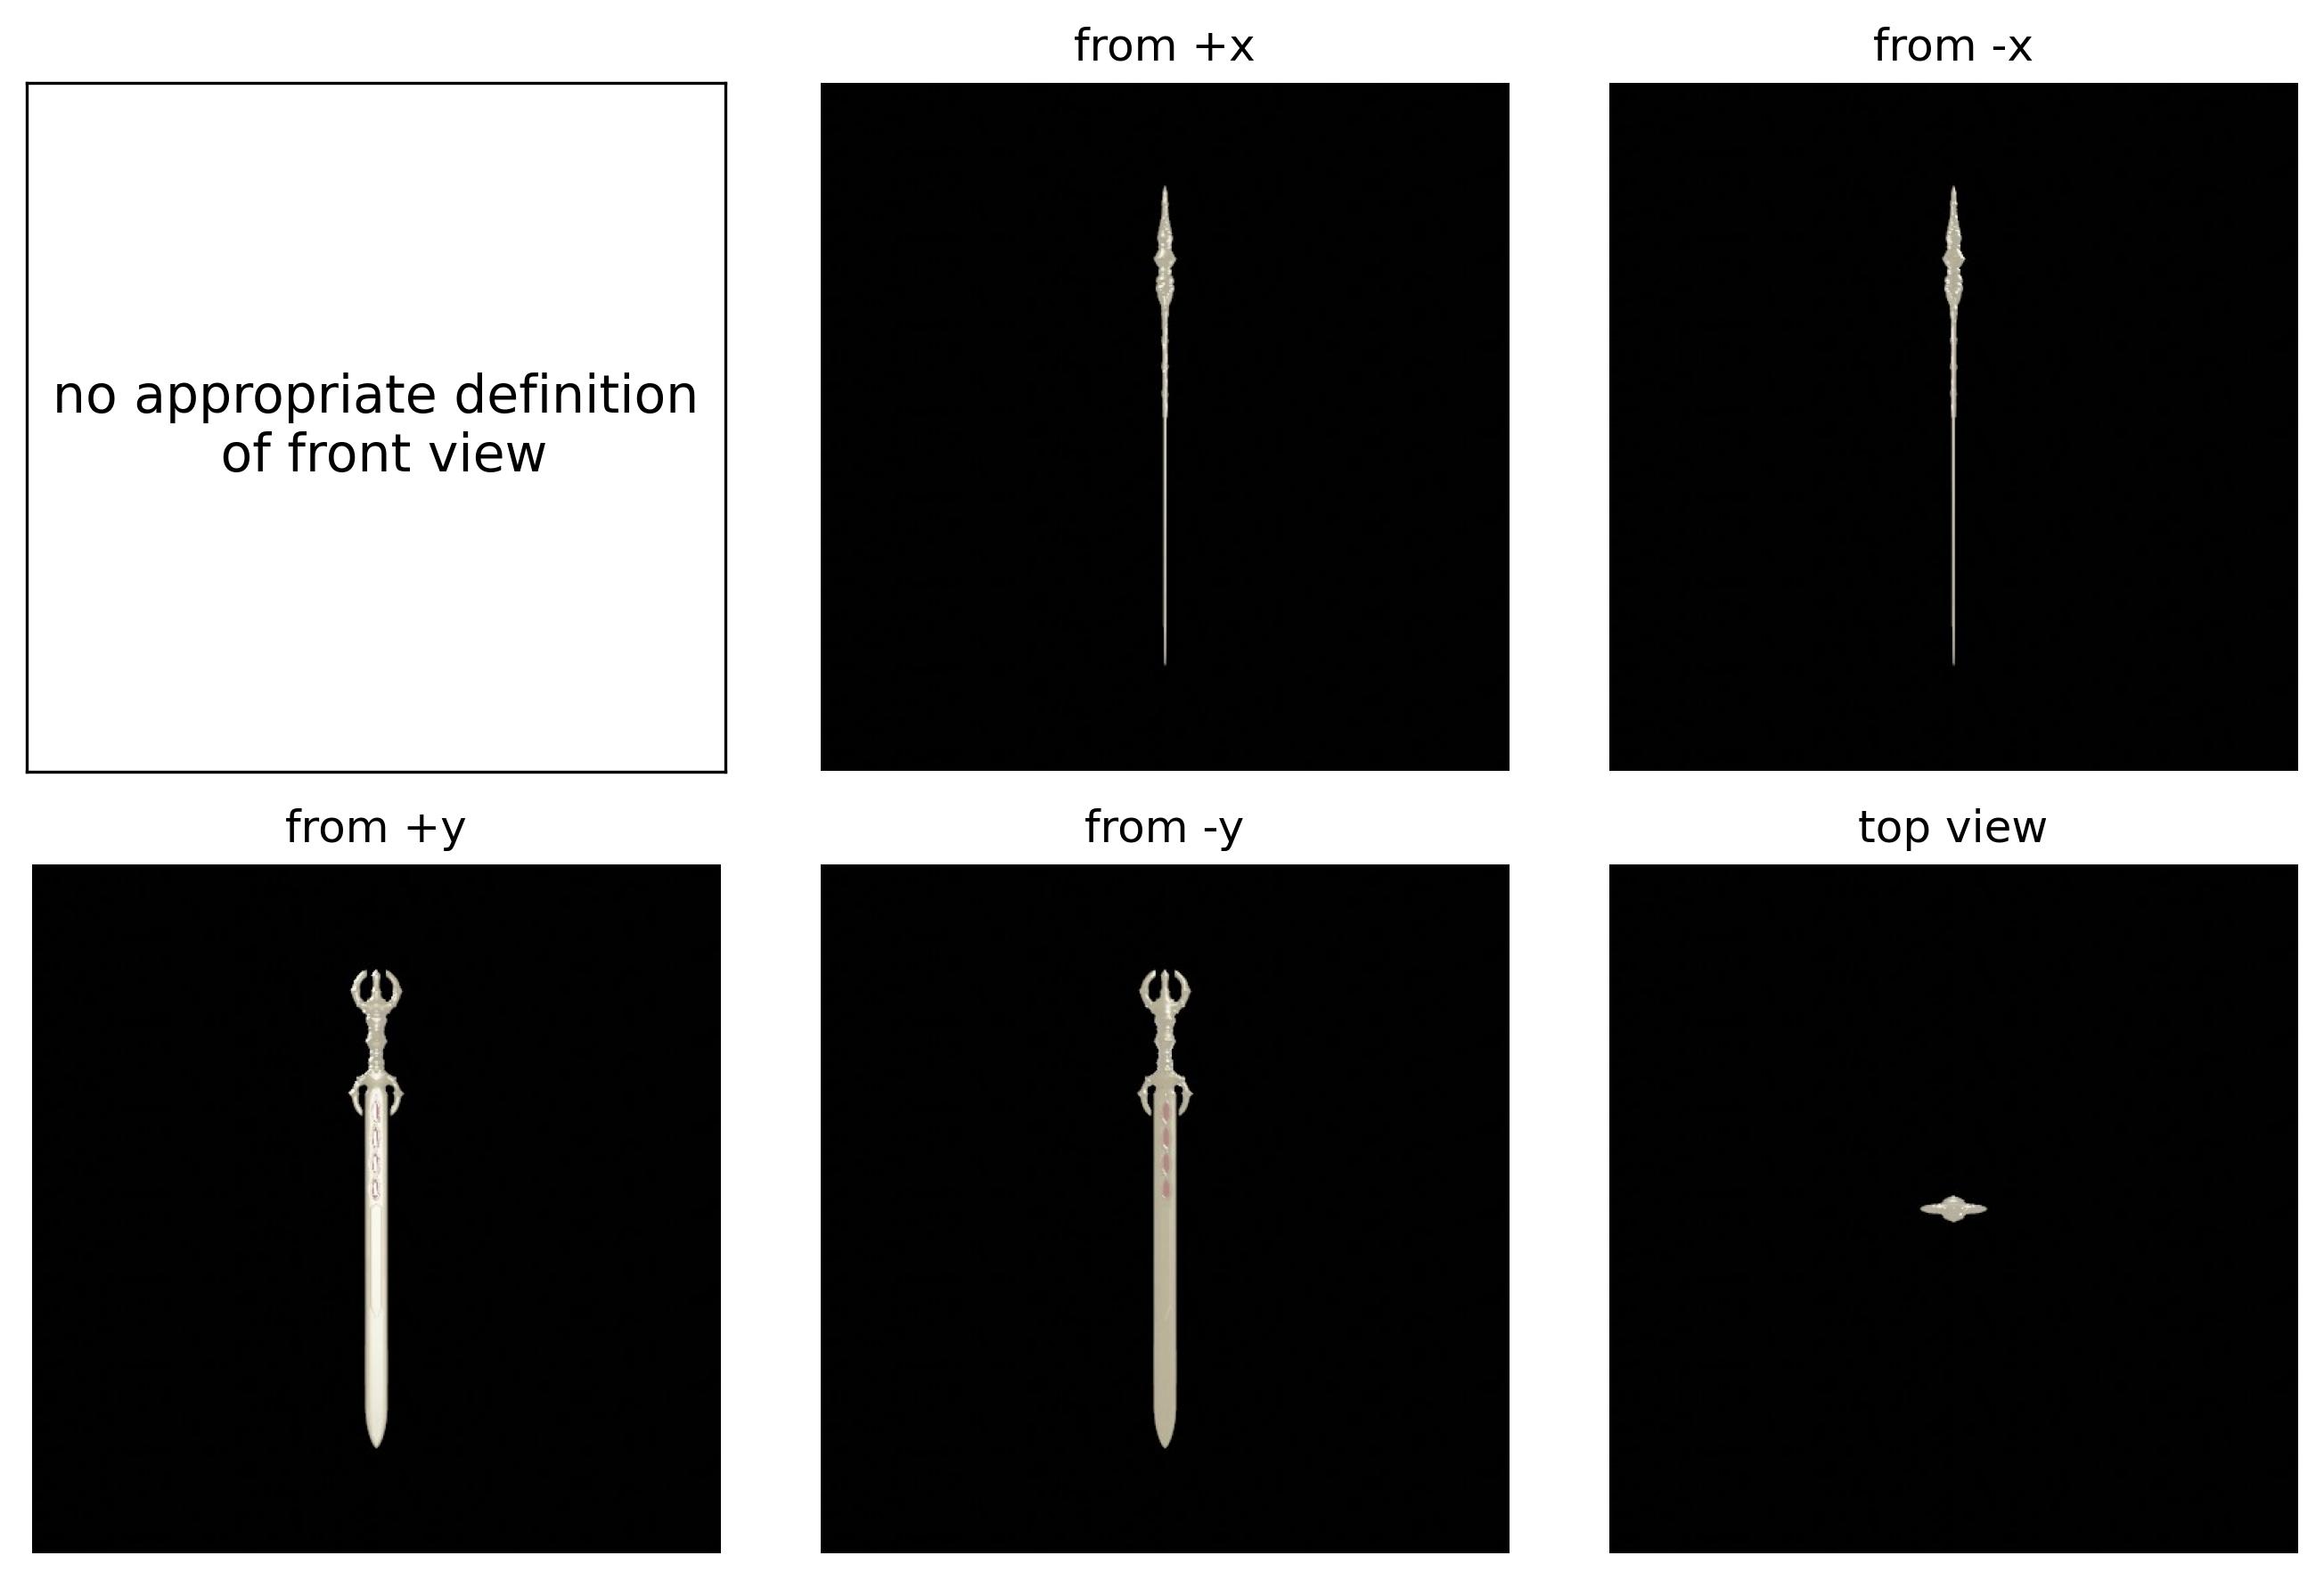 from +x
from -x
no appropriate definition
of front view
from +y
from -y
top view